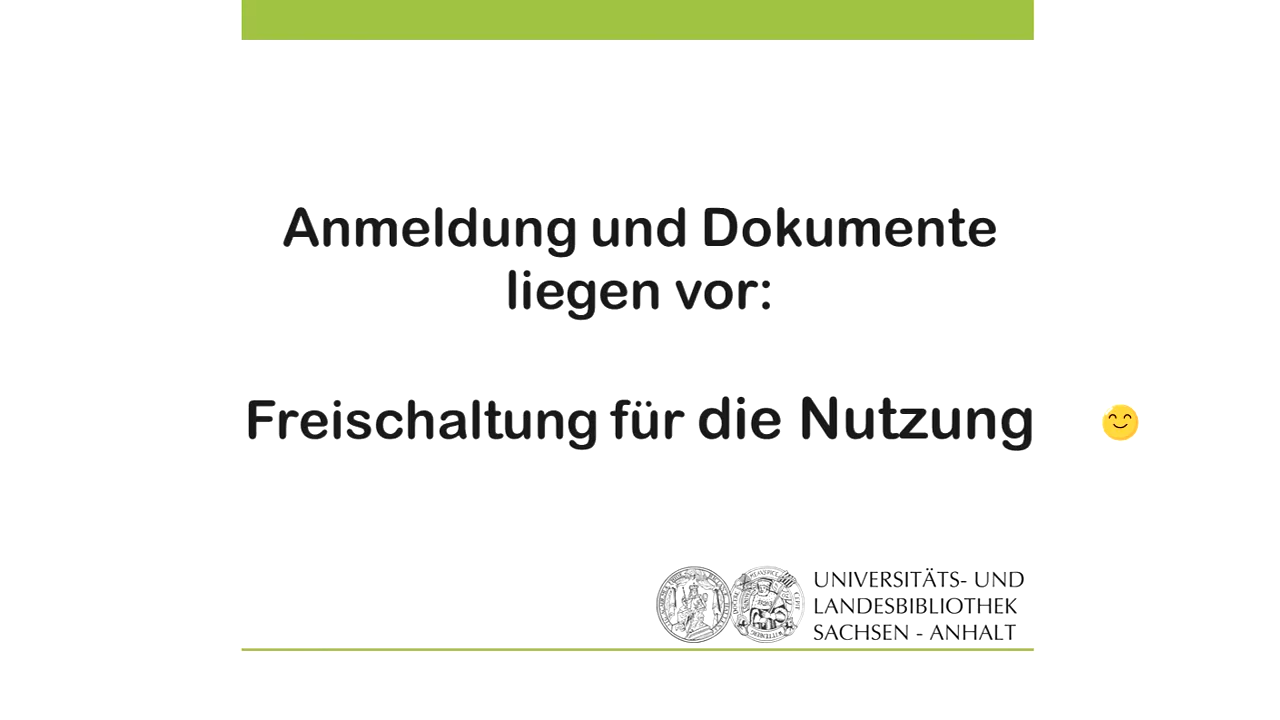 Anmeldung und Dokumente
liegen vor:
Freischaltung für die Nutzung
UNIVERSITÄTS- UND
LANDESBIBLIOTHEK
SACHSEN - ANHALT